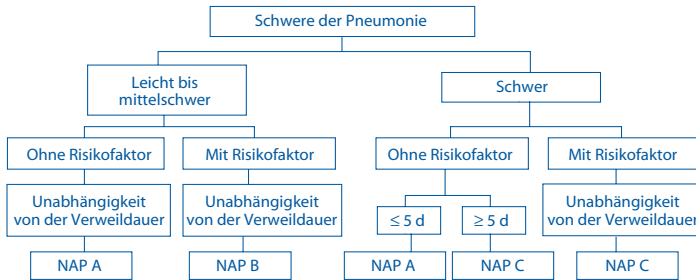 Schwere der Pneumonie
Leicht bis
mittelschwer
Schwer
Ohne Risikofaktor
Mit Risikofaktor
Ohne Risikofaktor
Mit Risikofaktor
Unabhängigkeit
von der Verweildauer
Unabhängigkeit
von der Verweildauer
≤ 5 d
≥ 5 d
Unabhängigkeit
von der Verweildauer
NAP A
NAP B
NAP A
NAP C
NAP C